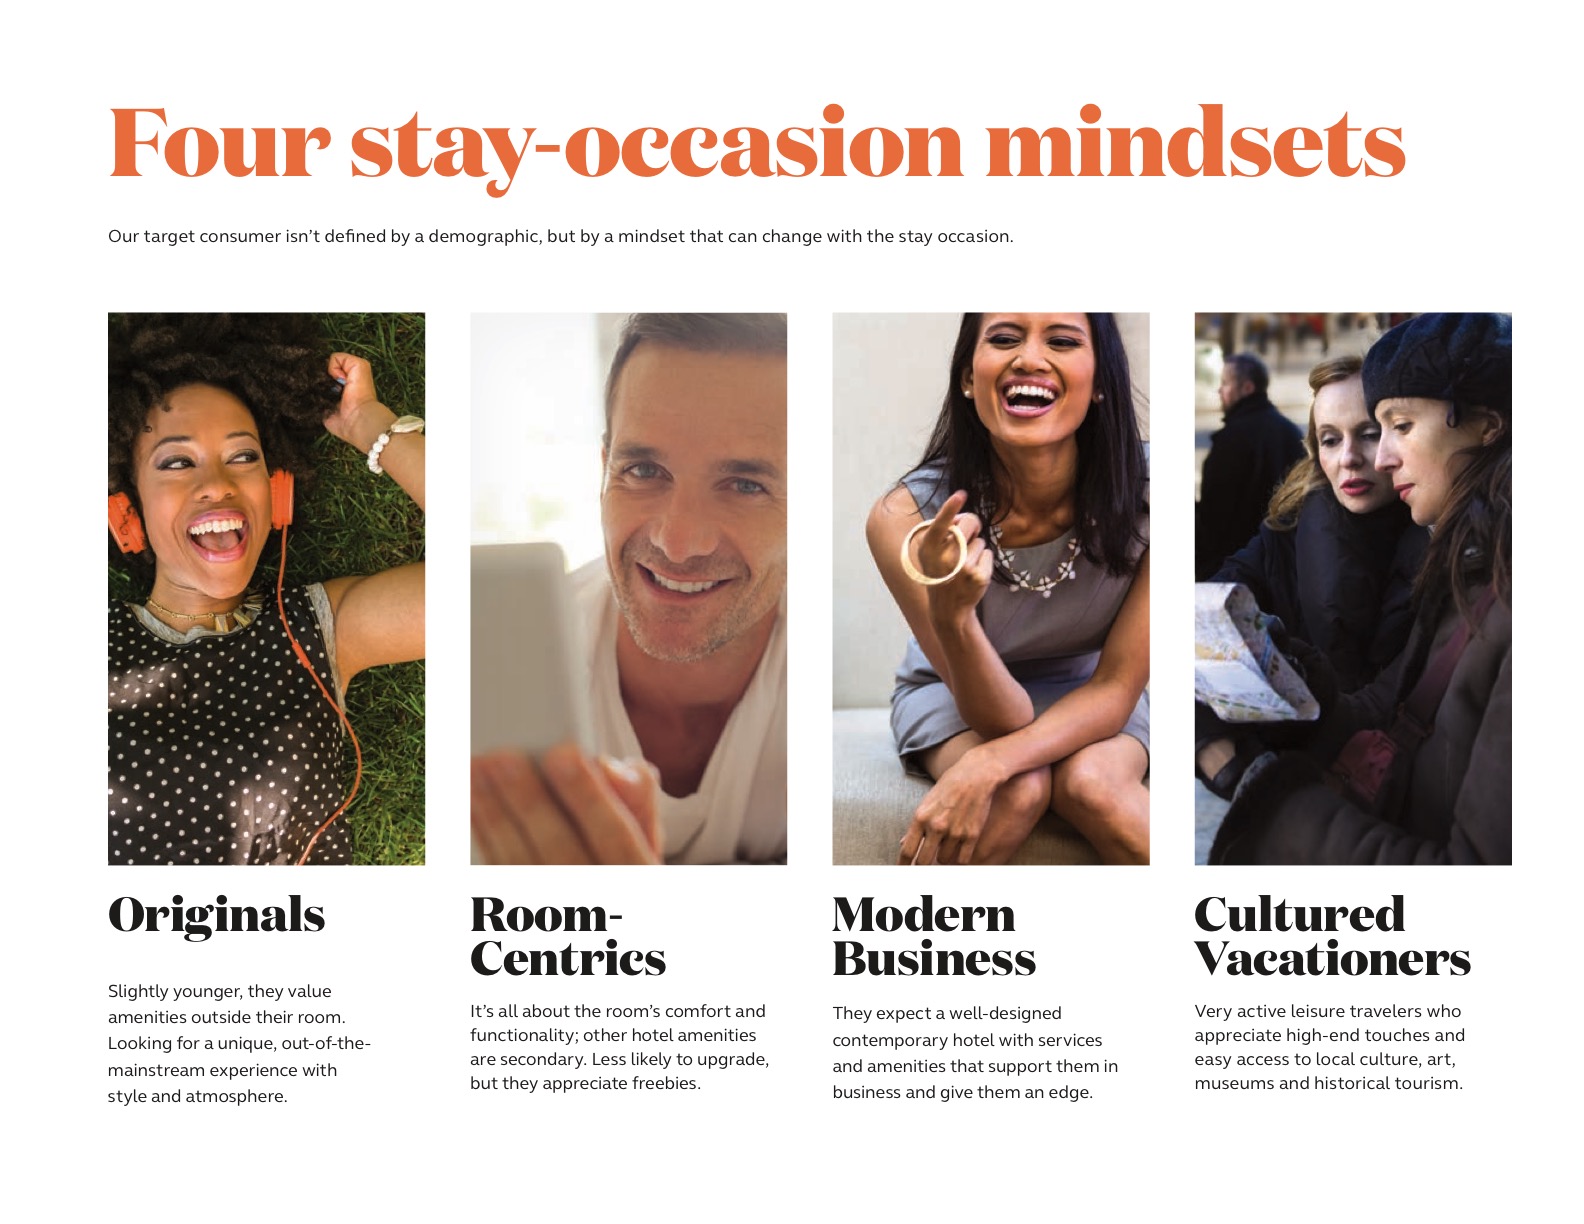 Four stay-occasion mindsets
Our target consumer isn’t defined by a demographic, but by a mindset that can change with the stay occasion.
Originals
Slightly younger, they value
amenities outside their room.
Looking for a unique, out-of-the-
mainstream experience with
style and atmosphere.
Room-
Centrics
It’s all about the room’s comfort and
functionality; other hotel amenities
are secondary. Less likely to upgrade,
but they appreciate freebies.
Modern
Business
They expect a well-designed
contemporary hotel with services
and amenities that support them in
business and give them an edge.
Cultured
Vacationers
Very active leisure travelers who
appreciate high-end touches and
easy access to local culture, art,
museums and historical tourism.